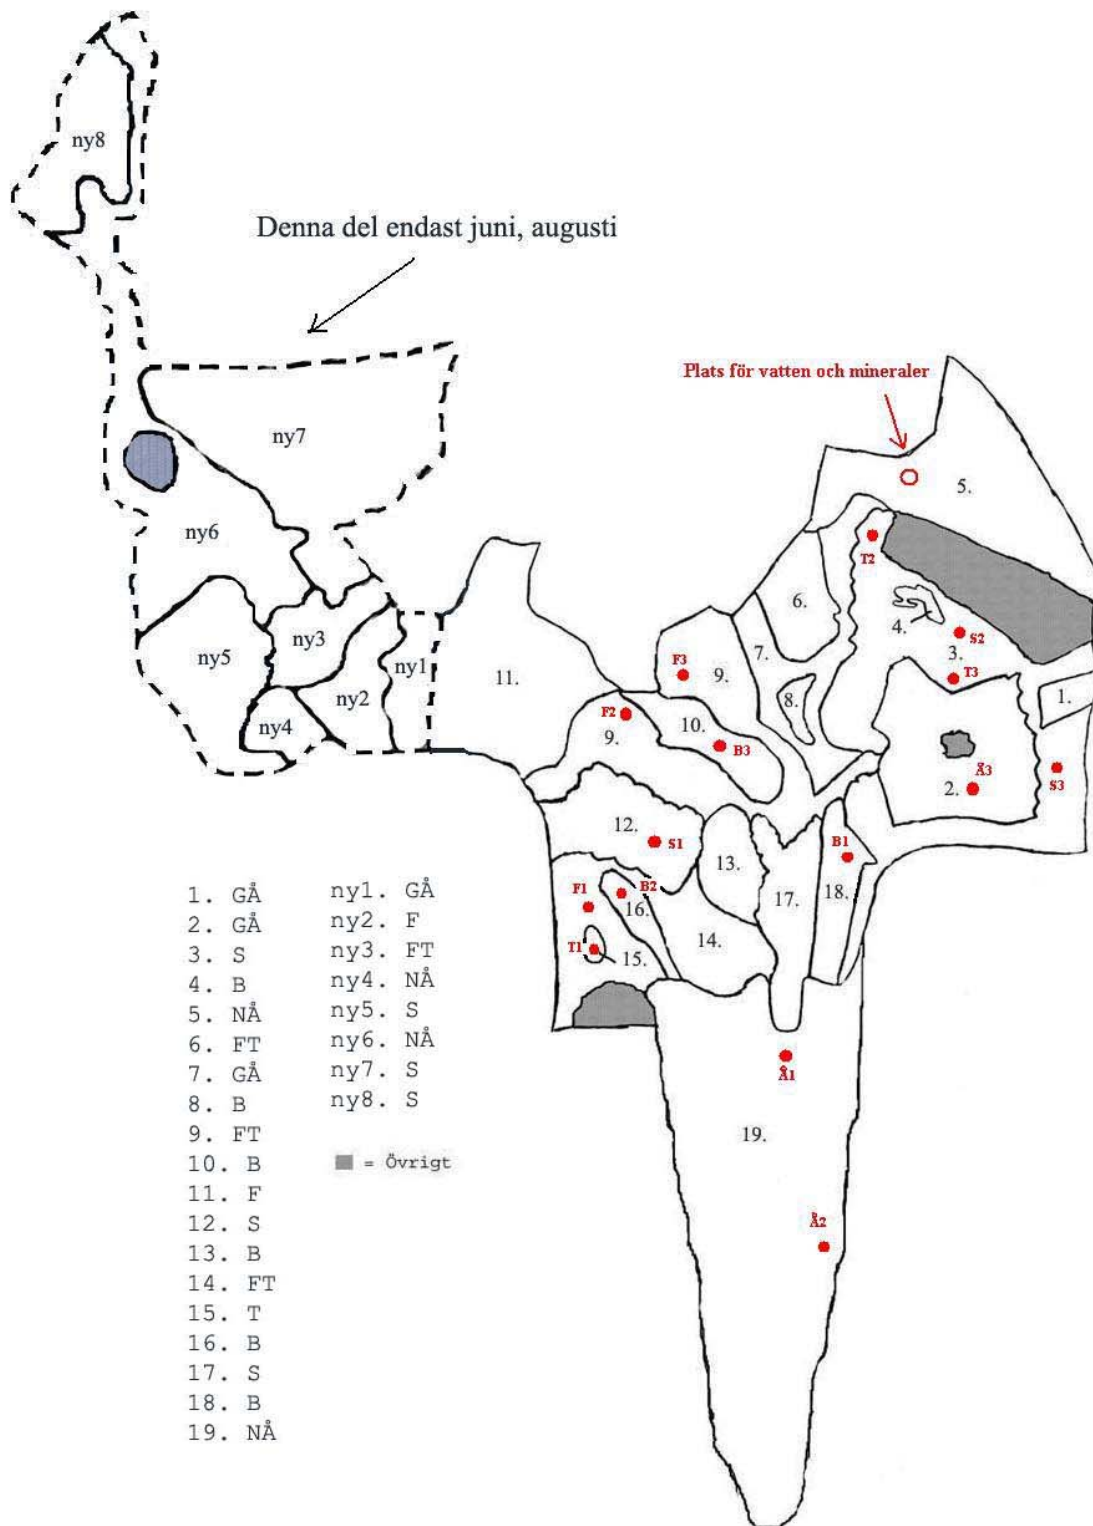 ny8
Denna del endast juni, augusti
Plats för vatten och mineraler
ny7
5.
ny6
T2
6.
4.
S2
3.
ny3
7.
ny5
ny1
F3
9.
T3
11.
1.
ny2
8.
F2
10.
ny4
9.
B3
Å3
S3
2.
12.
S1
B1
13.
B2
F1
16.
17.
18.
14.
T1
15.
Å1
19.
Å2
1. GÅ
2. GÅ
3. S
4. B
5. NÅ
6. FT
7. GÅ
8. B
9. FT
10. B
11. F
12. S
13. B
14. FT
15. T
16. B
17. S
18. B
19. NÅ
ny1. GÅ
ny2. F
ny3. FT
ny4. NÅ
ny5. S
ny6. NÅ
ny7. S
ny8. S
= Övrigt